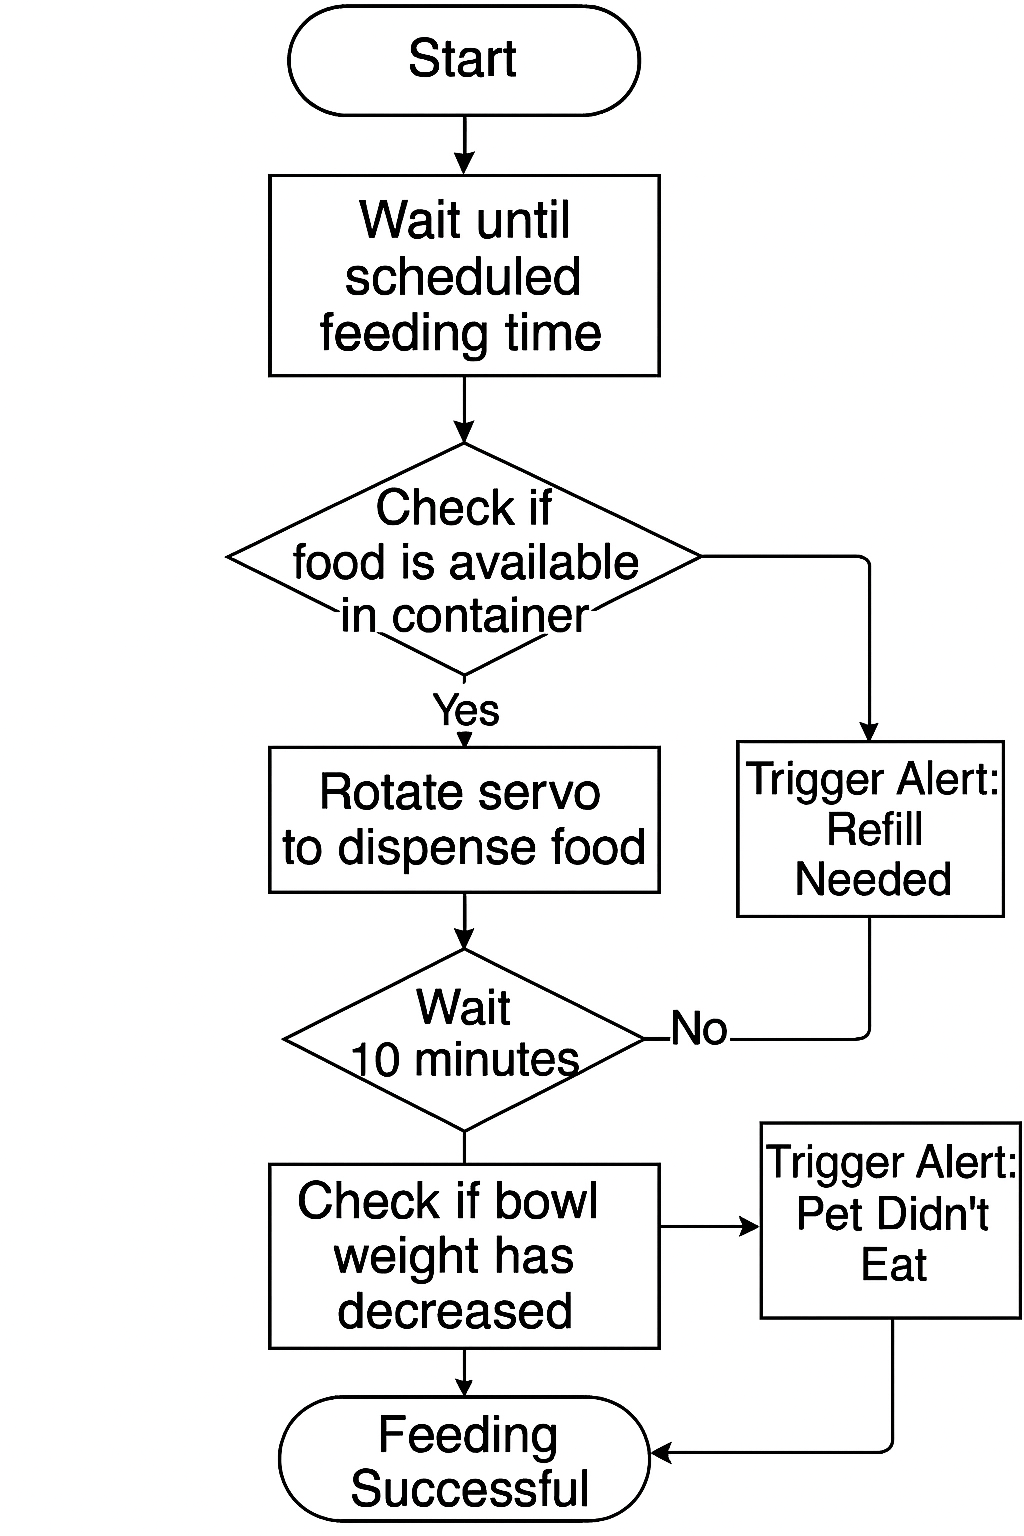 Start
Wait until
scheduled
feeding time
Check if
food is available
in container
Yes
Rotate servo
to dispense food
Trigger Alert:
Refill
Needed
Wait
10 minutes
No
Check if bowl
weight has
decreased
Trigger Alert:
Pet Didn't
Eat
Feeding
Successful